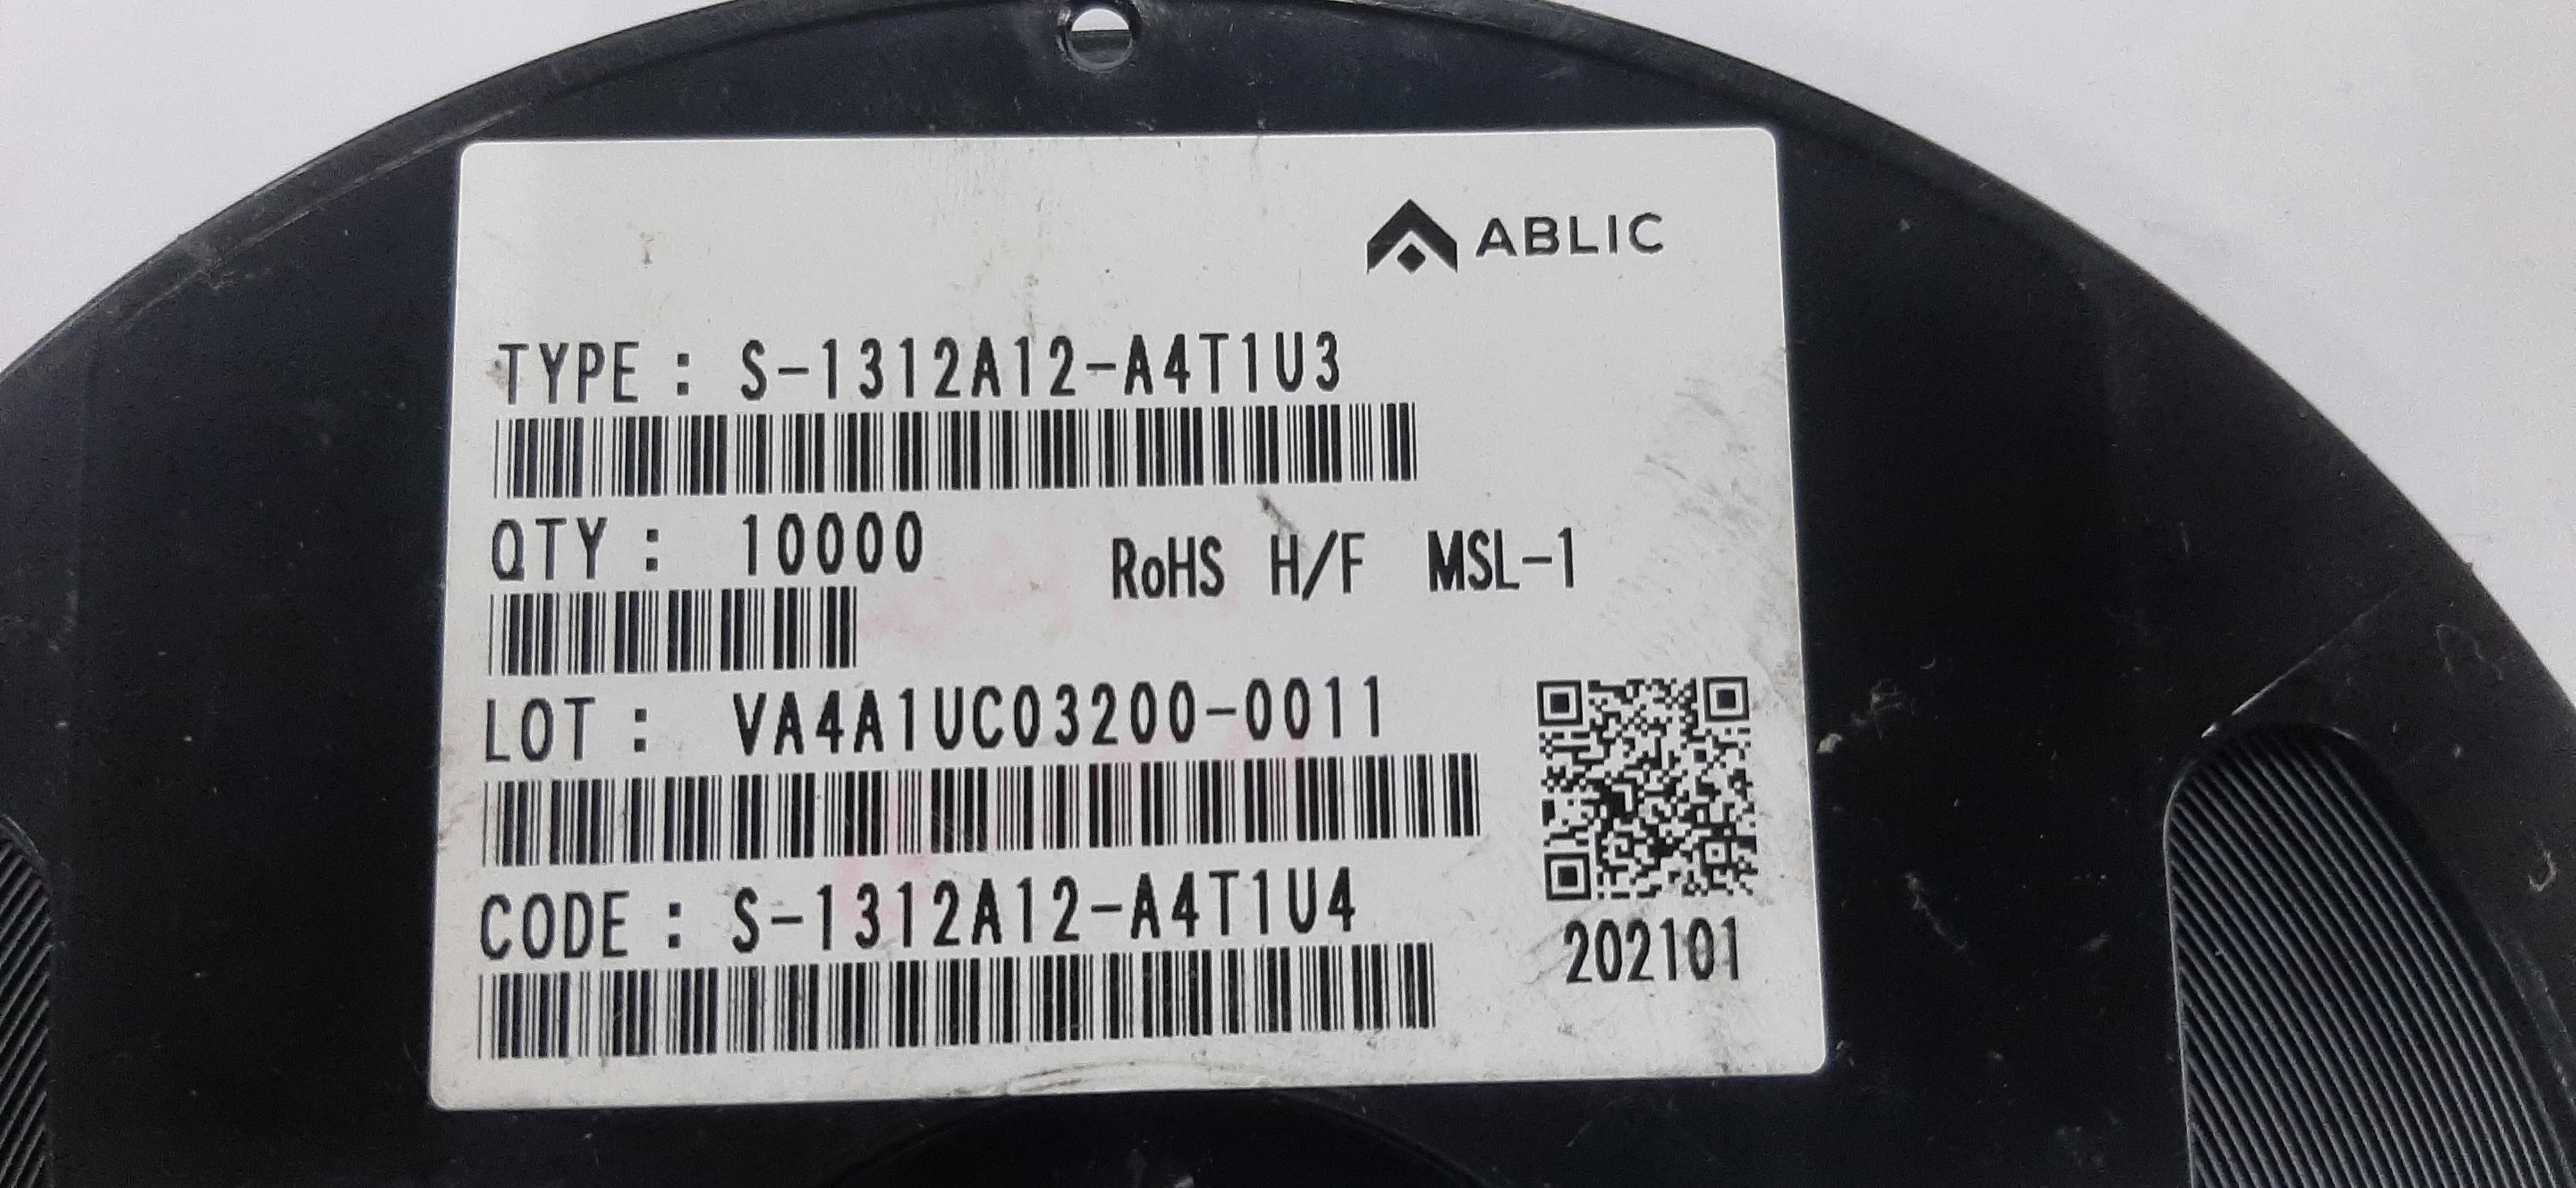 ABLIC
TYPE : S-1312A12-A4T1U3
QTY : 10000
RoHS H/F MSL-1
LOT : VA4A1UC03200-0011
CODE : S-1312A12-A4T1U4
202101